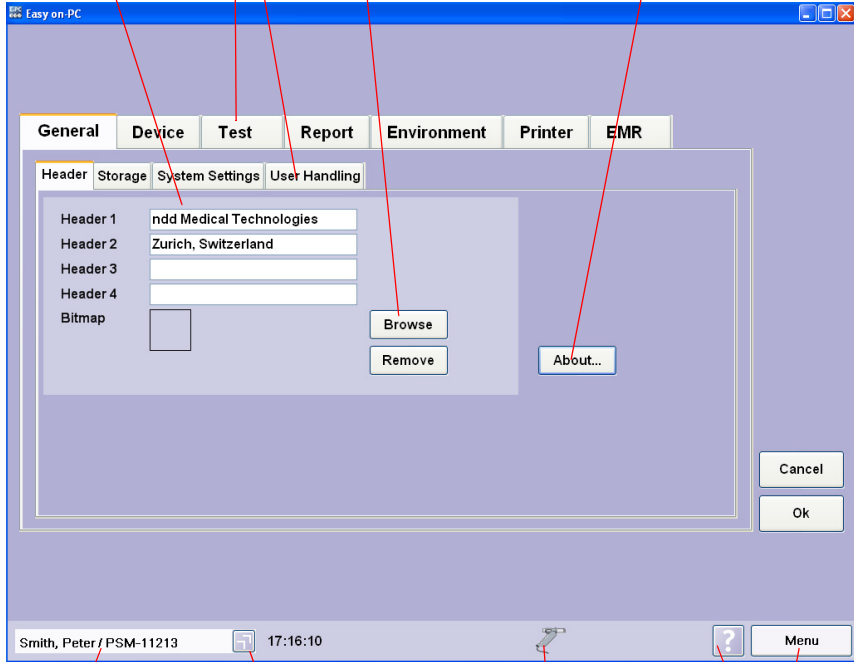 Easy on-PC
General Device Test Report Environment Printer EMR
Header Storage System Settings User Handling
Header 1 ndd Medical Technologies
Header 2 Zurich, Switzerland
Header 3
Header 4
Bitmap
Browse
Remove
About...
Cancel
Ok
Smith, Peter / PSM-11213 17:16:10 ? Menu